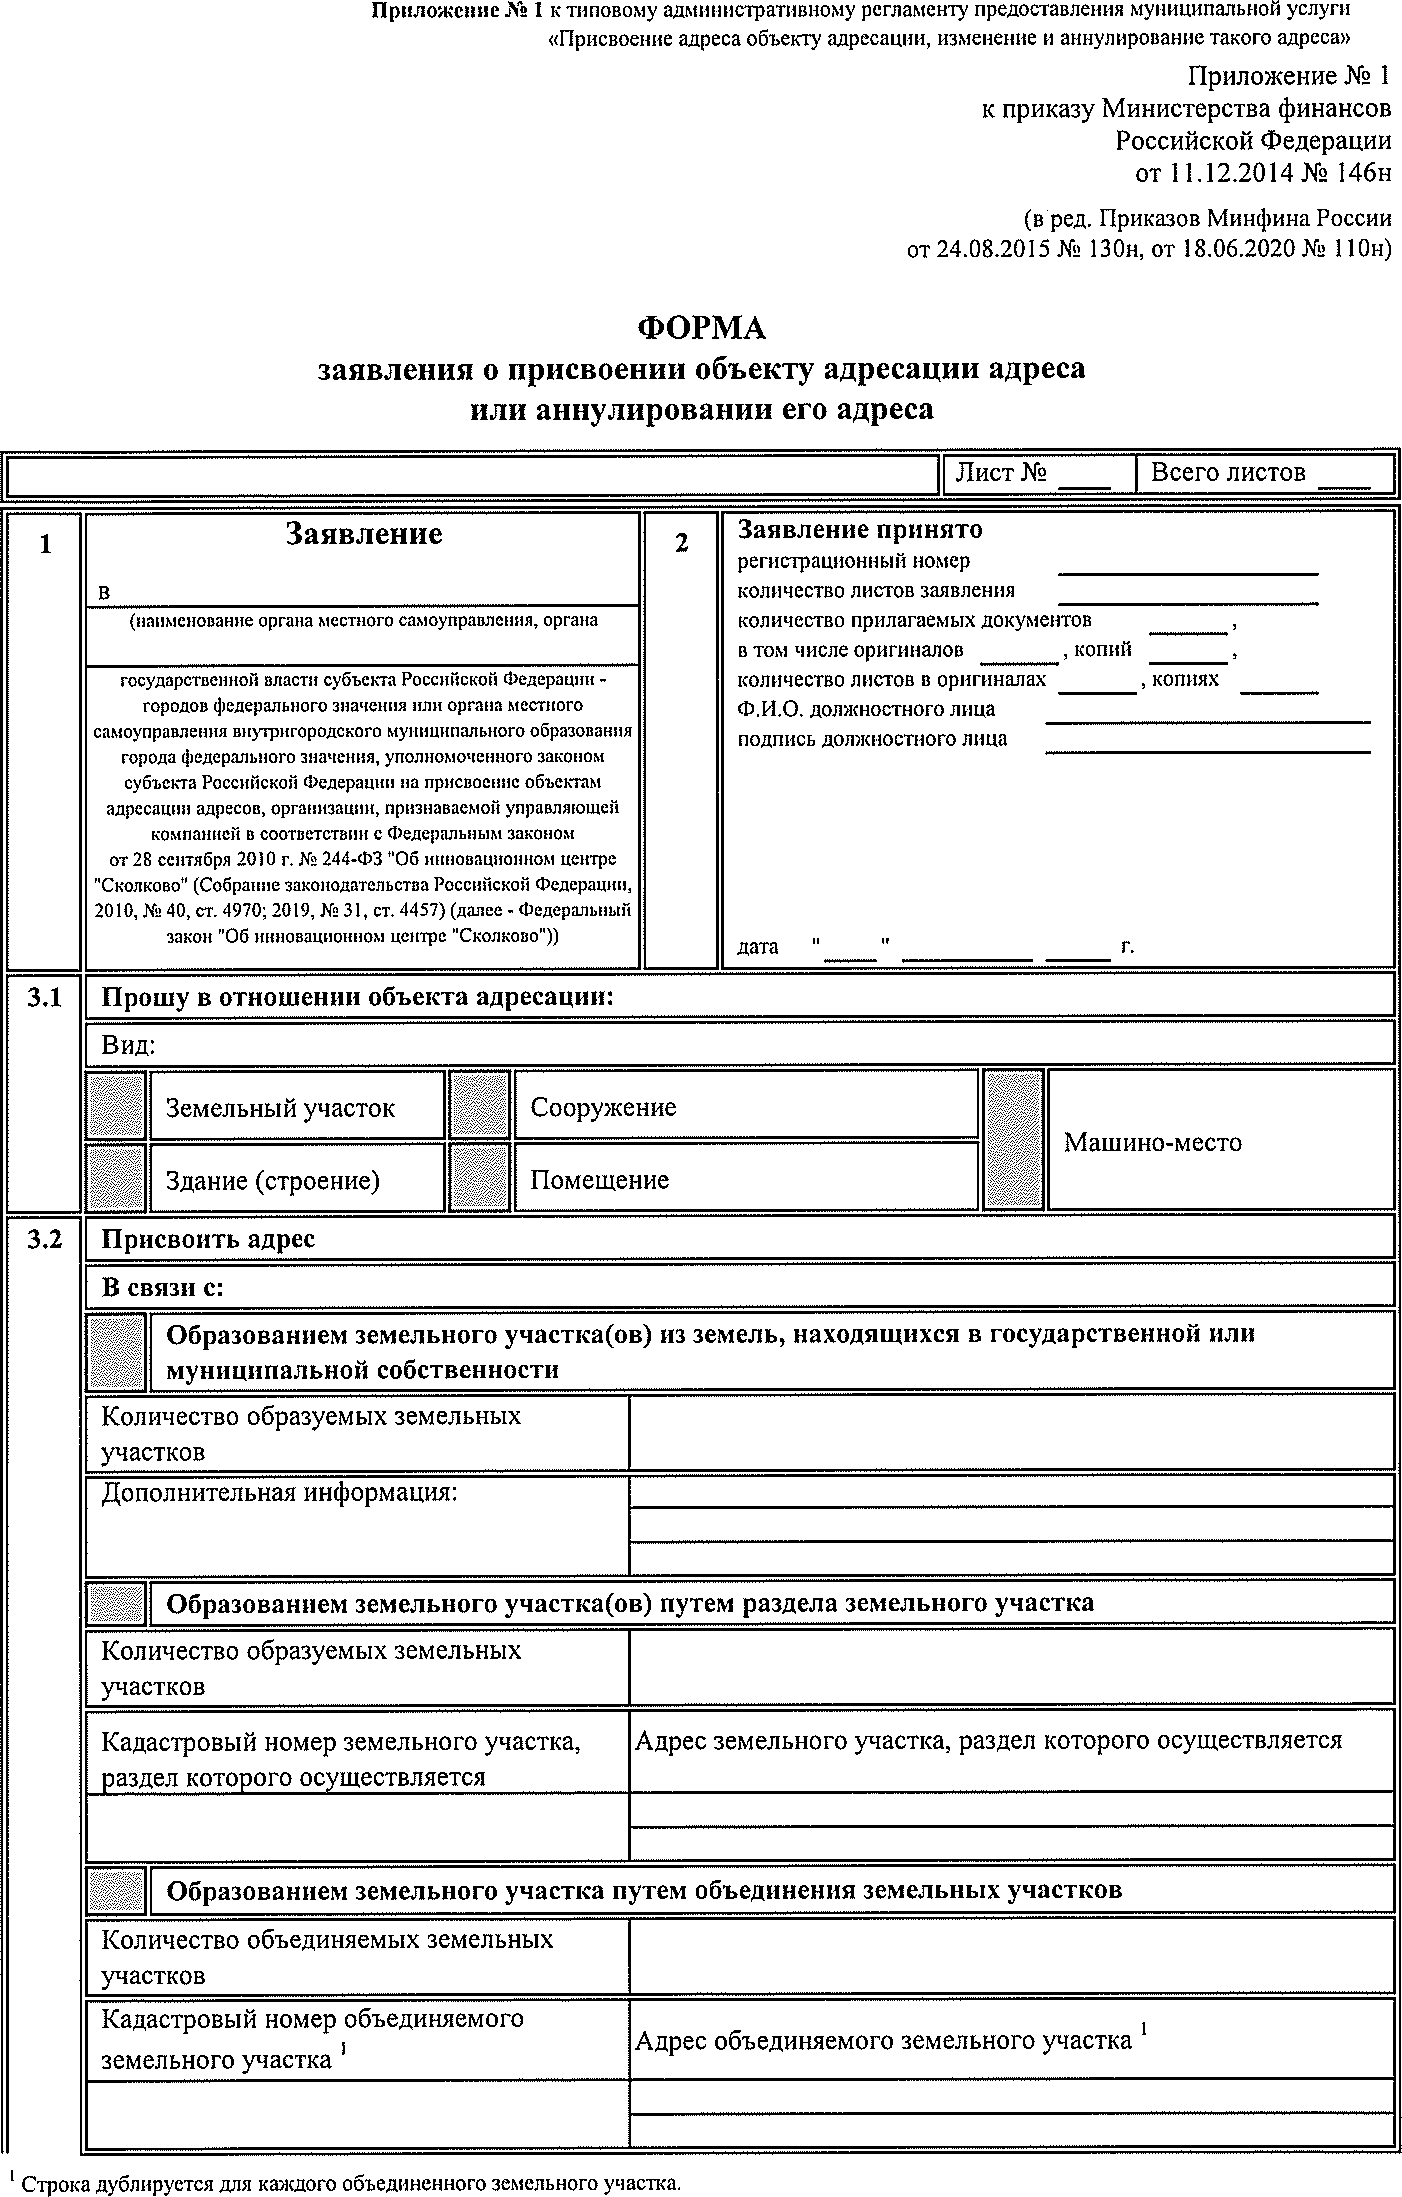 Приложение № 1 к типовому административному регламенту предоставления муниципальной услуги
«Присвоение адреса объекту адресации, изменение и аннулирование такого адреса»
Приложение № 1
к приказу Министерства финансов
Российской Федерации
от 11.12.2014 № 146н
(в ред. Приказов Минфина России
от 24.08.2015 № 130н, от 18.06.2020 № 110н)
ФОРМА
заявления о присвоении объекту адресации адреса
или аннулировании его адреса
Лист № ____ Всего листов ____
1
Заявление
в
(наименование органа местного самоуправления, органа
государственной власти субъекта Российской Федерации -
городов федерального значения или органа местного
самоуправления внутригородского муниципального образования
города федерального значения, уполномоченного законом
субъекта Российской Федерации на присвоение объектам
адресации адресов, организации, признаваемой управляющей
компанией в соответствии с Федеральным законом
от 28 сентября 2010 г. № 244-ФЗ "Об инновационном центре
"Сколково" (Собрание законодательства Российской Федерации,
2010, № 40, ст. 4970; 2019, № 31, ст. 4457) (далее - Федеральный
закон "Об инновационном центре "Сколково"))
2
Заявление принято
регистрационный номер
количество листов заявления
количество прилагаемых документов ______ ,
в том числе оригиналов ______ , копий ______ ,
количество листов в оригиналах ______ , копиях ______
Ф.И.О. должностного лица
подпись должностного лица
дата "____" __________ _____ г.
3.1
Прошу в отношении объекта адресации:
Вид:
Земельный участок
Сооружение
Машино-место
Здание (строение)
Помещение
3.2
Присвоить адрес
В связи с:
Образованием земельного участка(ов) из земель, находящихся в государственной или
муниципальной собственности
Количество образуемых земельных
участков
Дополнительная информация:
Образованием земельного участка(ов) путем раздела земельного участка
Количество образуемых земельных
участков
Кадастровый номер земельного участка,
раздел которого осуществляется
Адрес земельного участка, раздел которого осуществляется
Образованием земельного участка путем объединения земельных участков
Количество объединяемых земельных
участков
Кадастровый номер объединяемого
земельного участка 1
Адрес объединяемого земельного участка 1
1 Строка дублируется для каждого объединенного земельного участка.